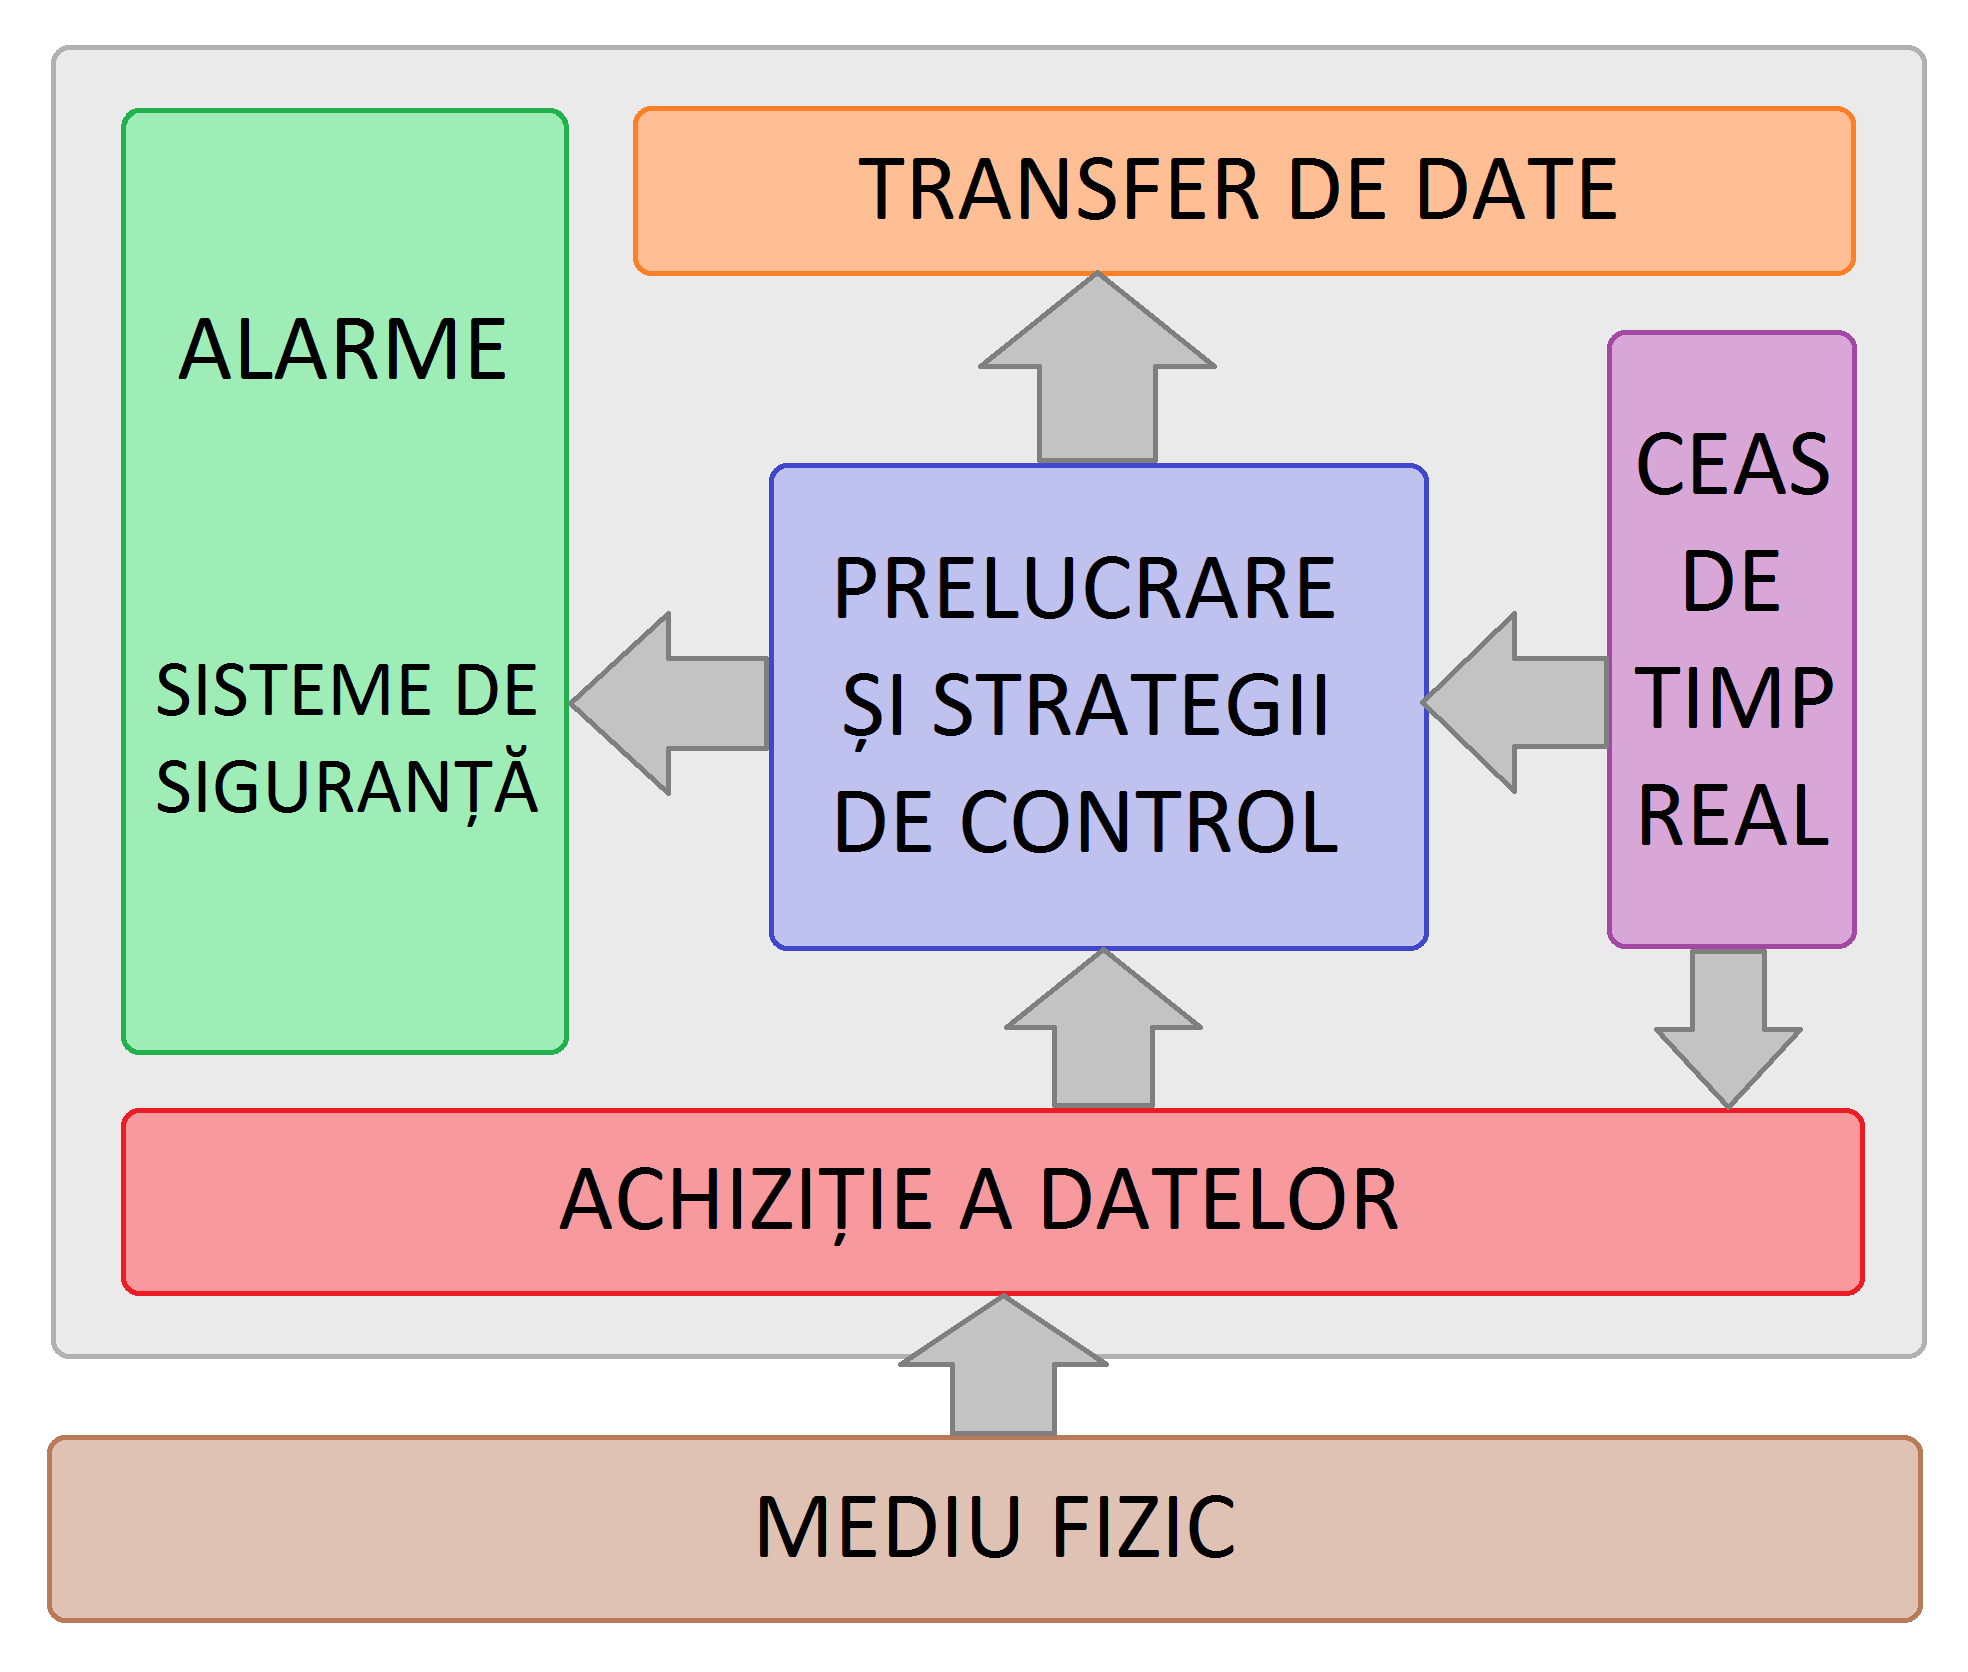 TRANSFER DE DATE
ALARME
SISTEME DE
SIGURANȚĂ
PRELUCRARE
ȘI STRATEGII
DE CONTROL
CEAS
DE
TIMP
REAL
ACHIZIȚIE A DATELOR
MEDIU FIZIC